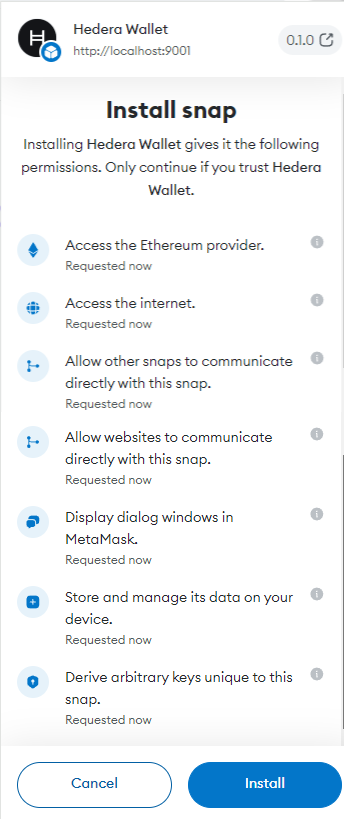 Hedera Wallet
http://localhost:9001
0.1.0
Install snap
Installing Hedera Wallet gives it the following
permissions. Only continue if you trust Hedera
Wallet.
Access the Ethereum provider.
Requested now
Access the internet.
Requested now
Allow other snaps to communicate
directly with this snap.
Requested now
Allow websites to communicate
directly with this snap.
Requested now
Display dialog windows in
MetaMask.
Requested now
Store and manage its data on your
device.
Requested now
Derive arbitrary keys unique to this
snap.
Requested now
Cancel
Install